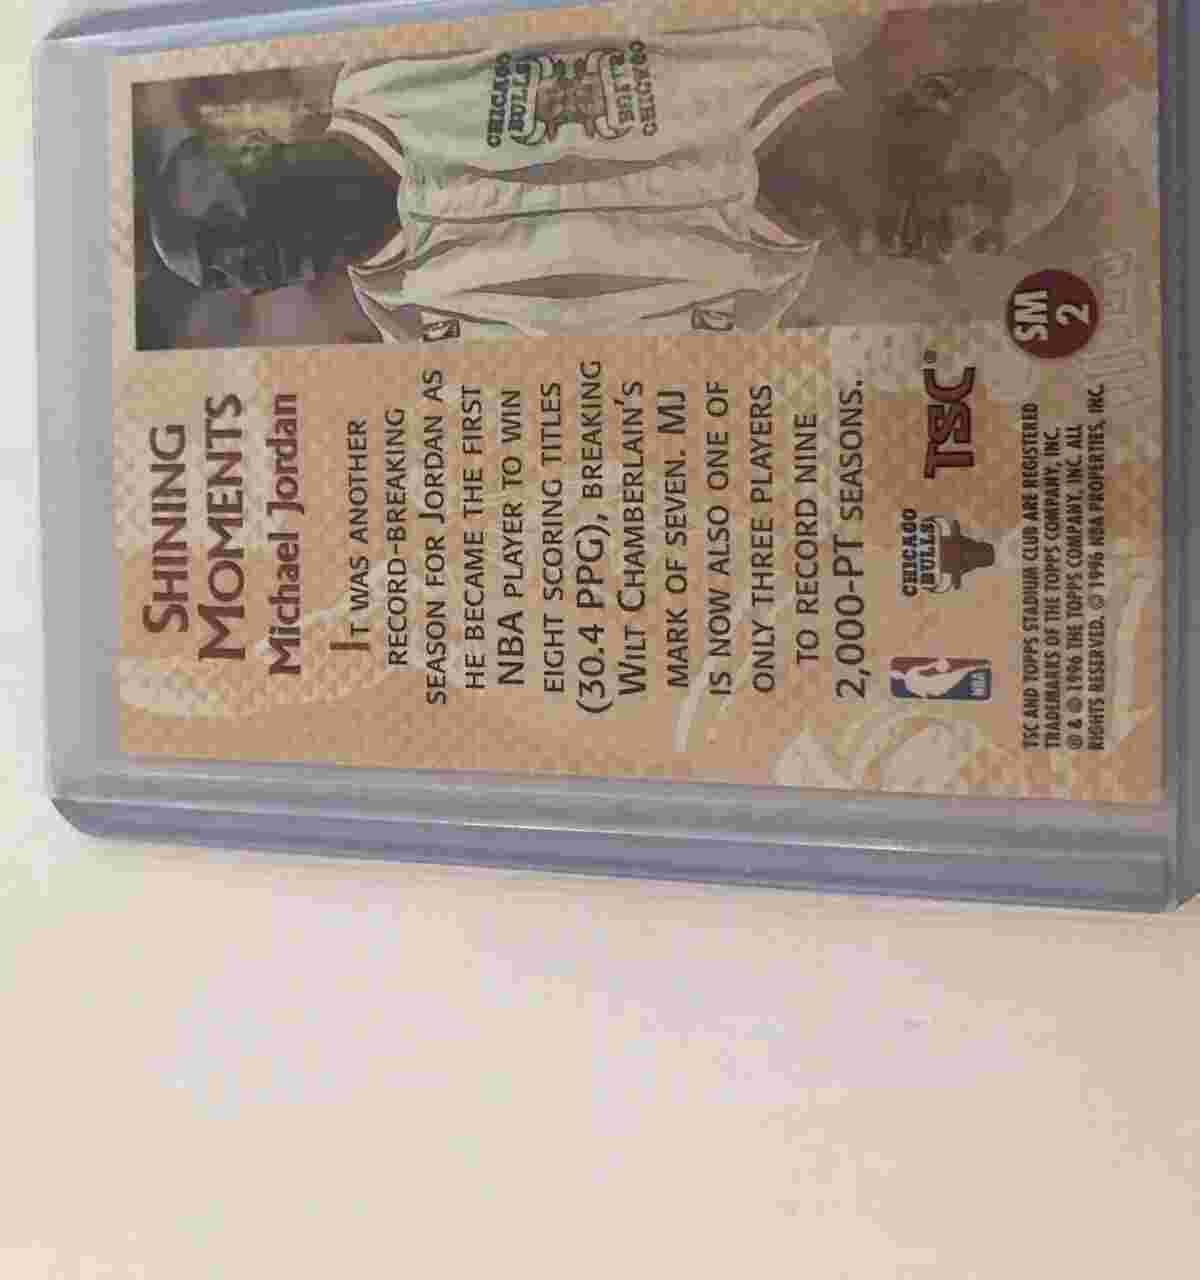 SHINING
MOMENTS
Michael Jordan
IT WAS ANOTHER
RECORD-BREAKING
SEASON FOR JORDAN AS
HE BECAME THE FIRST
NBA PLAYER TO WIN
EIGHT SCORING TITLES
(30.4 PPG), BREAKING
WILT CHAMBERLAIN'S
MARK OF SEVEN. MJ
IS NOW ALSO ONE OF
ONLY THREE PLAYERS
TO RECORD NINE
2,000-PT SEASONS.
NBA
CHICAGO
BULLS
TSC®
TSC AND TOPPS STADIUM CLUB ARE REGISTERED
TRADEMARKS OF THE TOPPS COMPANY, INC.
® & © 1996 THE TOPPS COMPANY, INC. ALL
RIGHTS RESERVED. © 1996 NBA PROPERTIES, INC.
SM
2
CHICAGO
BULLS